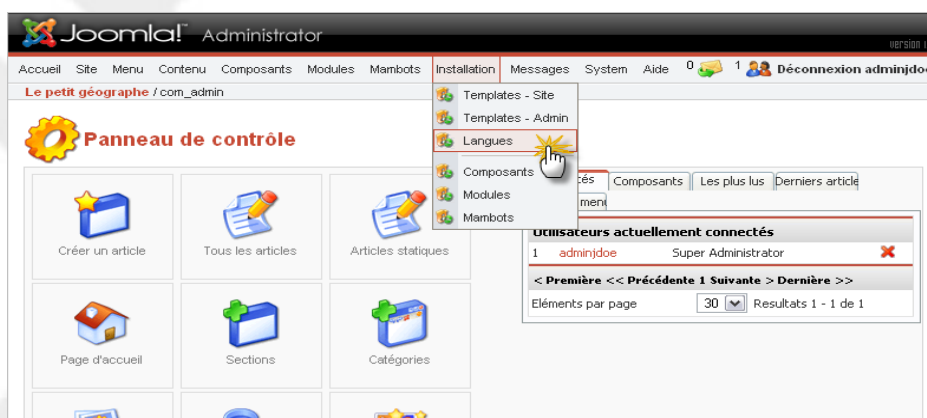 Joomla!™ Administrator
version
Accueil Site Menu Contenu Composants Modules Mambots Installation Messages System Aide 0 1 Déconnexion adminjdo
Le petit géographe / com_admin
Templates - Site
Templates - Admin
Langues
Composants
Modules
Mambots
Panneau de contrôle
Créer un article
Tous les articles
Articles statiques
Page d'accueil
Sections
Catégories
Composants Les plus lus Derniers article
Utilisateurs actuellement connectés
1 adminjdoe Super Administrator
< Première << Précédente 1 Suivante > Dernière >>
Eléments par page 30 Resultats 1 - 1 de 1